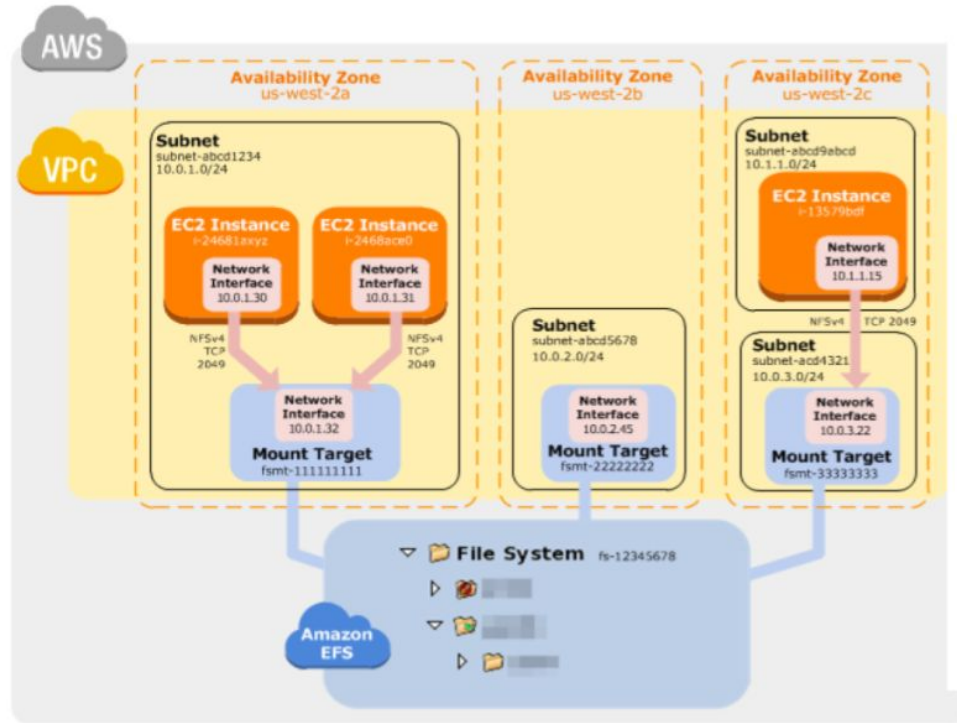 AWS
Availability Zone
us-west-2a
Availability Zone
us-west-2b
Availability Zone
us-west-2c
VPC
Subnet
subnet-abcd1234
10.0.1.0/24
EC2 Instance
i-24681axyz
Network
Interface
10.0.1.30
EC2 Instance
i-2468ace0
Network
Interface
10.0.1.31
NFSv4
TCP
2049
NFSv4
TCP
2049
Network
Interface
10.0.1.32
Mount Target
fsmt-111111111
Subnet
subnet-abcd5678
10.0.2.0/24
Network
Interface
10.0.2.45
Mount Target
fsmt-22222222
Subnet
subnet-abcd9abcd
10.1.1.0/24
EC2 Instance
i-13579bdf
Network
Interface
10.1.1.15
NFSv4 TCP 2049
Subnet
subnet-acd4321
10.0.3.0/24
Network
Interface
10.0.3.22
Mount Target
fsmt-33333333
File System fs-12345678
Amazon
EFS